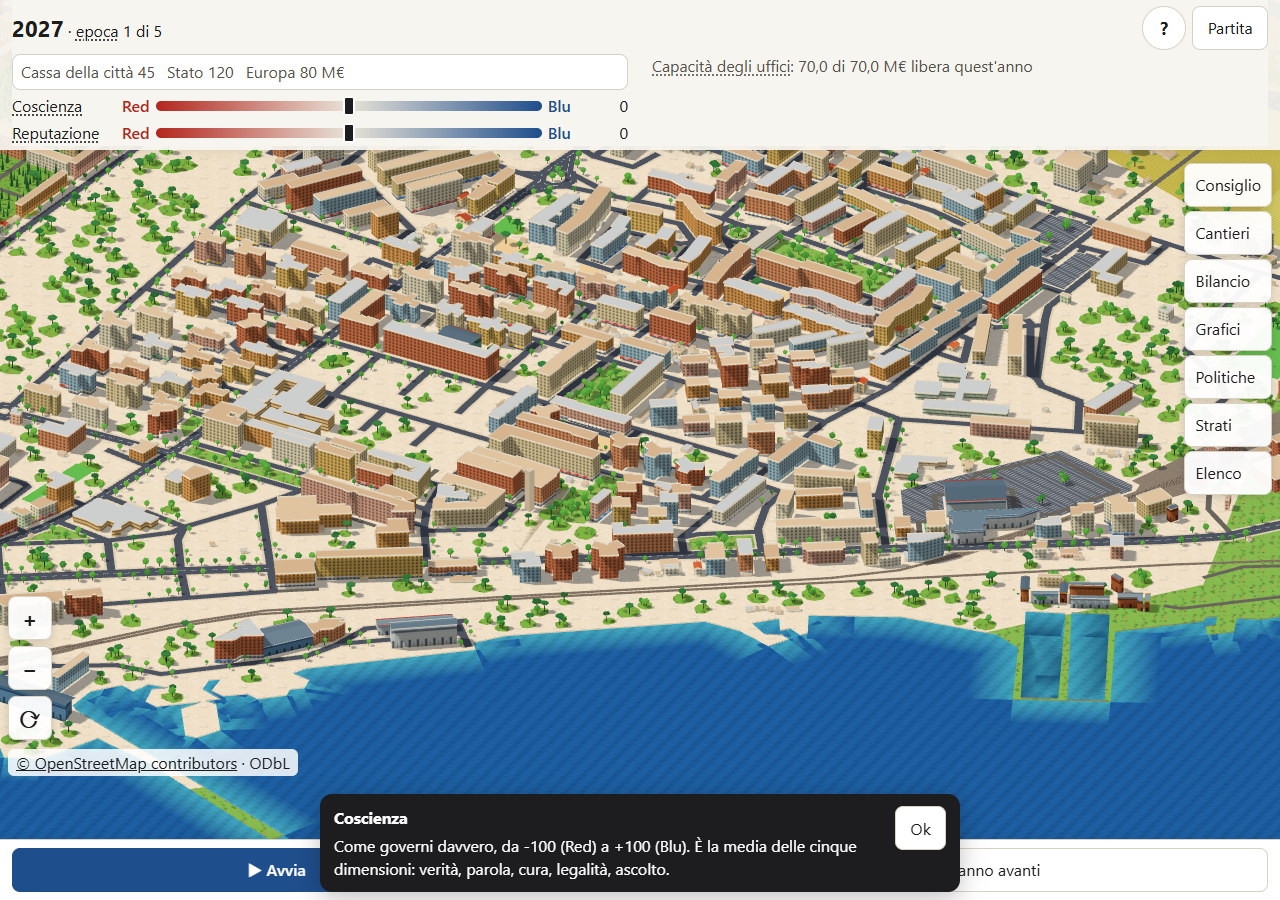 2027 · epoca 1 di 5
? Partita
Cassa della città 45 Stato 120 Europa 80 M€
Capacità degli uffici: 70,0 di 70,0 M€ libera quest'anno
Coscienza Red Blu 0
Reputazione Red Blu 0
Consiglio
Cantieri
Bilancio
Grafici
Politiche
Strati
Elenco
+
−
© OpenStreetMap contributors · ODbL
Coscienza
Come governi davvero, da -100 (Red) a +100 (Blu). È la media delle cinque
dimensioni: verità, parola, cura, legalità, ascolto.
Ok
▶ Avvia
anno avanti